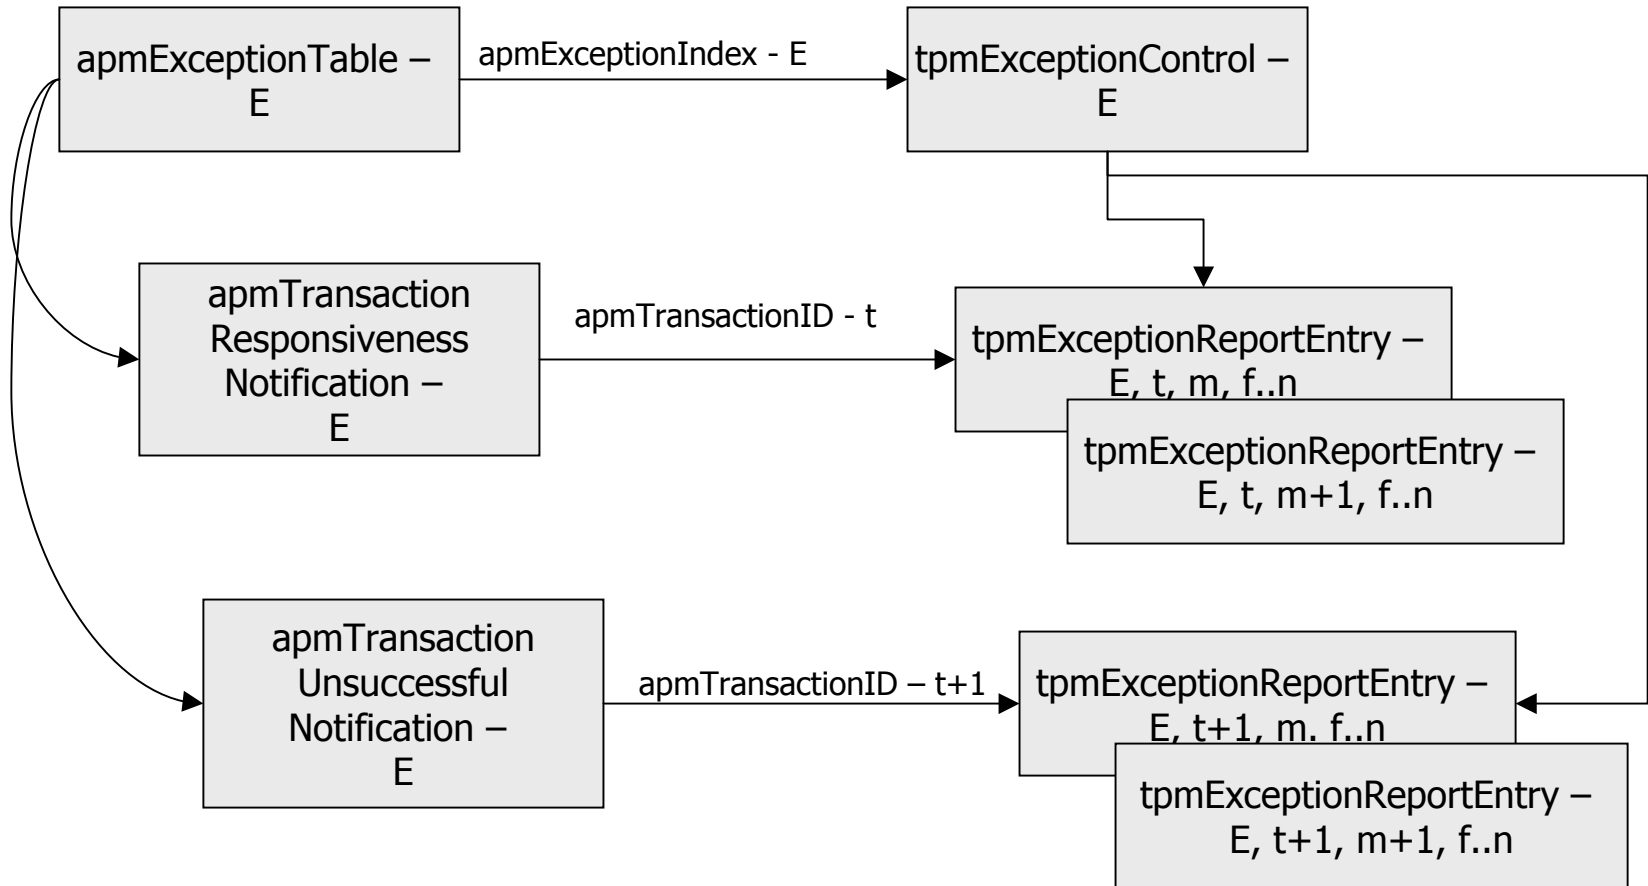 apmExceptionTable –
E
apmExceptionIndex - E
tpmExceptionControl –
E
apmTransaction
Responsiveness
Notification –
E
apmTransactionID - t
tpmExceptionReportEntry –
E, t, m, f..n
tpmExceptionReportEntry –
E, t, m+1, f..n
apmTransaction
Unsuccessful
Notification –
E
apmTransactionID – t+1
tpmExceptionReportEntry –
E, t+1, m. f..n
tpmExceptionReportEntry –
E, t+1, m+1, f..n